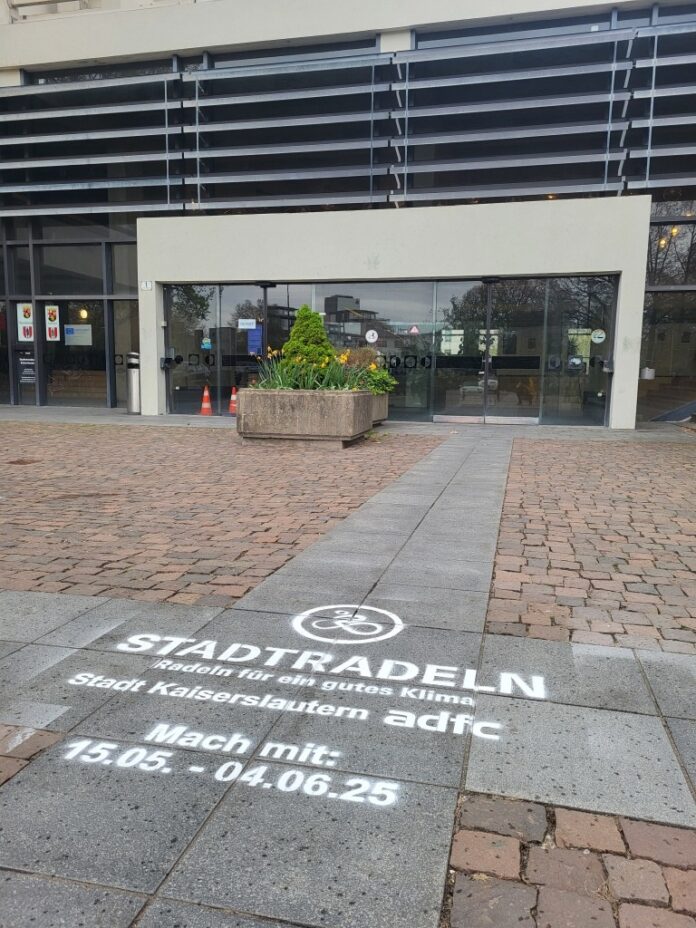 STADTRADELN
Radeln für ein gutes Klima
Stadt Kaiserslautern adfc
Mach mit:
15.05. - 04.06.25